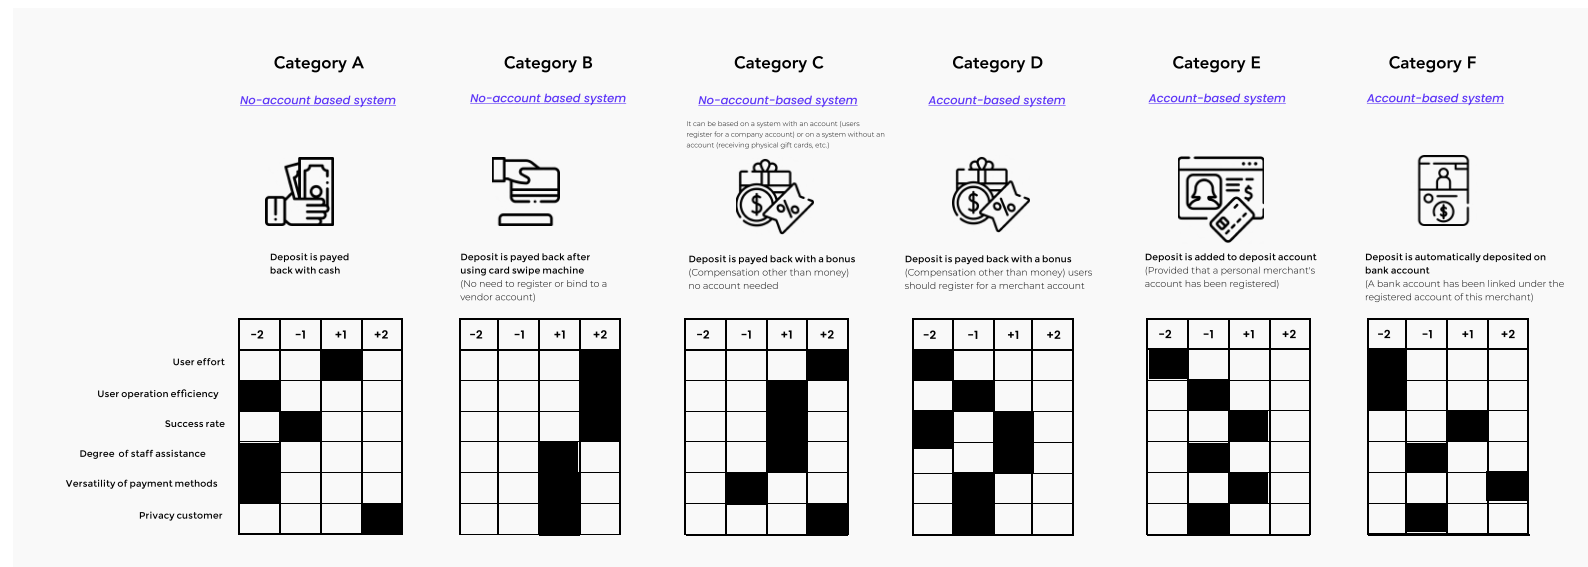 Category A
Category B
Category C
Category D
Category E
Category F
No-account based system
No-account based system
No-account-based system
Account-based system
Account-based system
Account-based system
It can be based on a system with an account (users
register for a company account) or on a system without an
account (receiving physical gift cards, etc.)
$ %
$ %
$
$
Deposit is payed
back with cash
Deposit is payed back after
using card swipe machine
(No need to register or bind to a
vendor account)
Deposit is payed back with a bonus
(Compensation other than money)
no account needed
Deposit is payed back with a bonus
(Compensation other than money) users
should register for a merchant account
Deposit is added to deposit account
(Provided that a personal merchant's
account has been registered)
Deposit is automatically deposited on
bank account
(A bank account has been linked under the
registered account of this merchant)
-2 -1 +1 +2
-2 -1 +1 +2
-2 -1 +1 +2
-2 -1 +1 +2
-2 -1 +1 +2
-2 -1 +1 +2
User effort
User operation efficiency
Success rate
Degree of staff assistance
Versatility of payment methods
Privacy customer